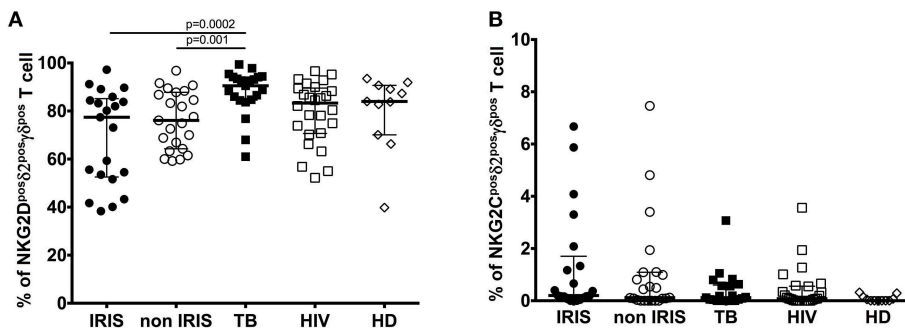 A
p=0.0002
p=0.001
% of NKG2Dᵖᵒˢδ2ᵖᵒˢγδᵖᵒˢ T cell
100
80
60
40
20
0
IRIS non IRIS TB HIV HD
B
% of NKG2Cᵖᵒˢδ2ᵖᵒˢγδᵖᵒˢ T cell
10
8
6
4
2
0
IRIS non IRIS TB HIV HD